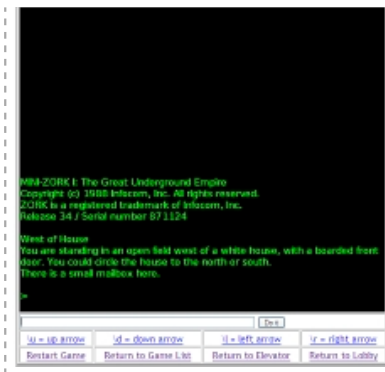 MINI-ZORK I: The Great Underground Empire
Copyright (c) 1988 Infocom, Inc. All rights reserved.
ZORK is a registered trademark of Infocom, Inc.
Release 34 / Serial number 871124
West of House
You are standing in an open field west of a white house, with a boarded front
door. You could circle the house to the north or south.
There is a small mailbox here.
>
\u = up arrow \d = down arrow \l = left arrow \r = right arrow
Restart Game Return to Game List Return to Elevator Return to Lobby